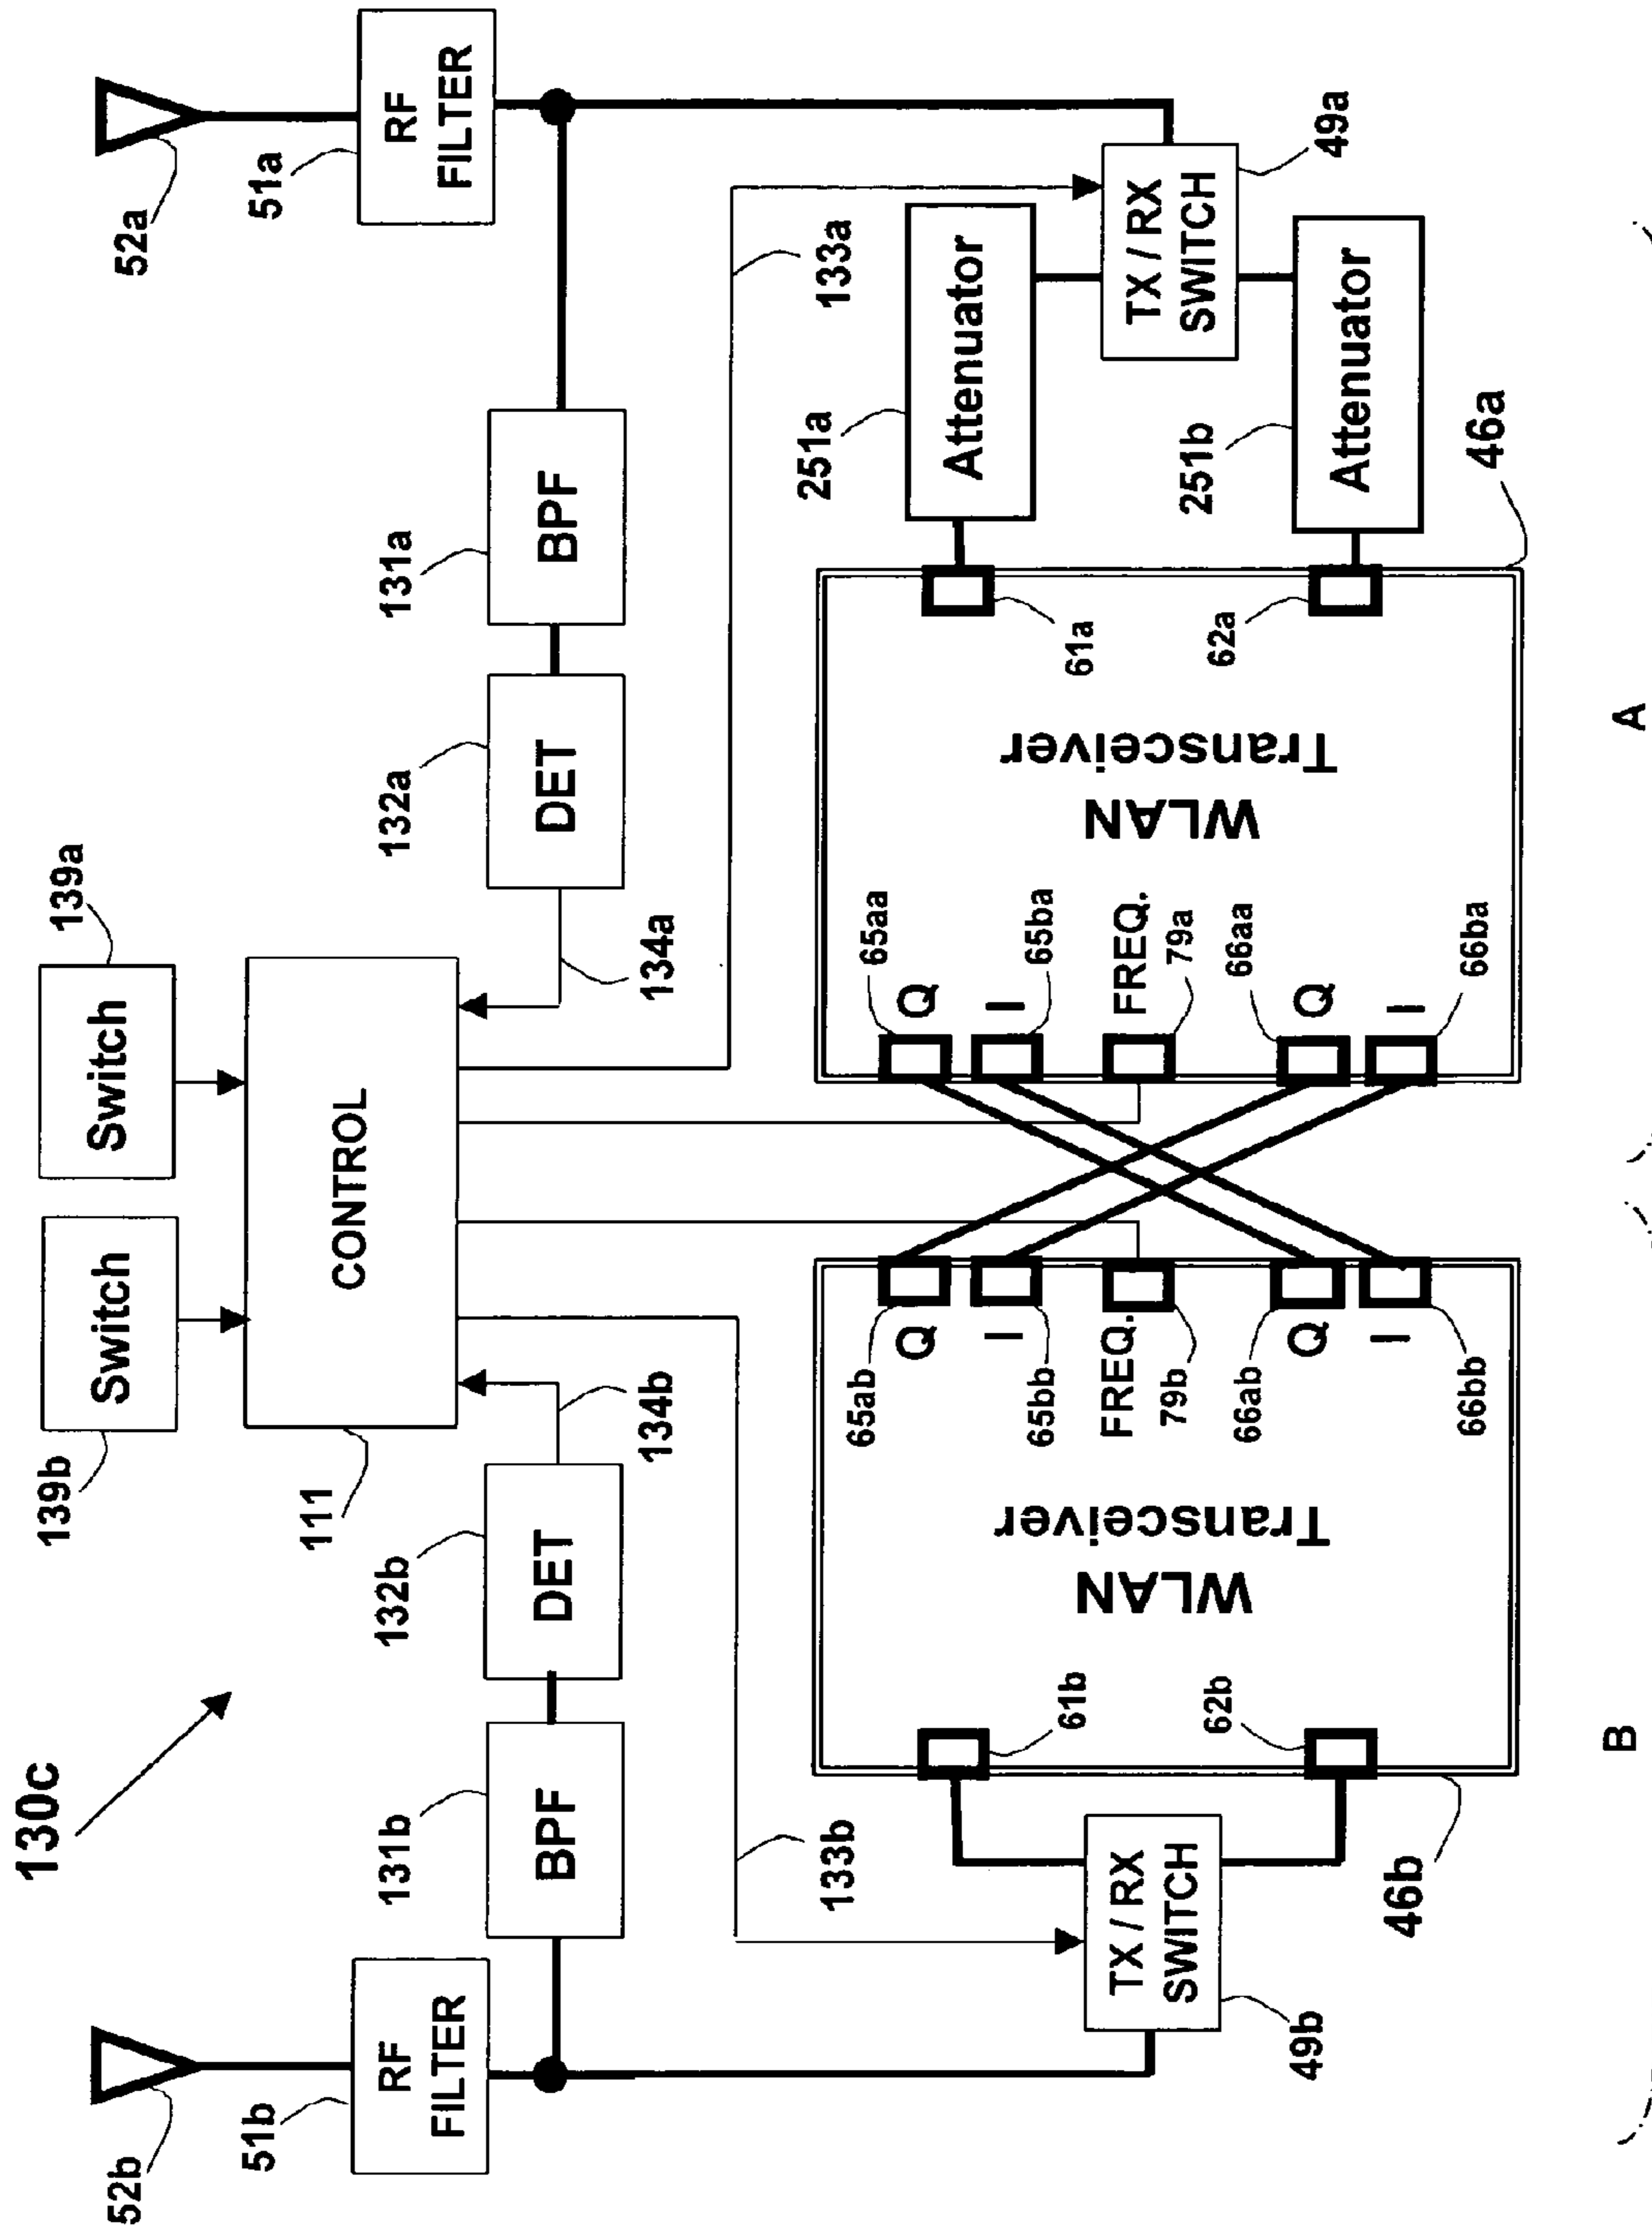 130c
139b
Switch
139a
Switch
111
CONTROL
52b
51b
RF
FILTER
131b
BPF
132b
DET
134b
134a
132a
DET
131a
BPF
52a
51a
RF
FILTER
133b
133a
49b
TX / RX
SWITCH
61b
62b
46b
WLAN
Transceiver
65ab
Q
65bb
I
FREQ.
79b
66ab
Q
66bb
I
65aa
Q
65ba
I
FREQ.
79a
66aa
Q
66ba
I
WLAN
Transceiver
61a
62a
46a
251a
Attenuator
251b
Attenuator
TX / RX
SWITCH
49a
B
A